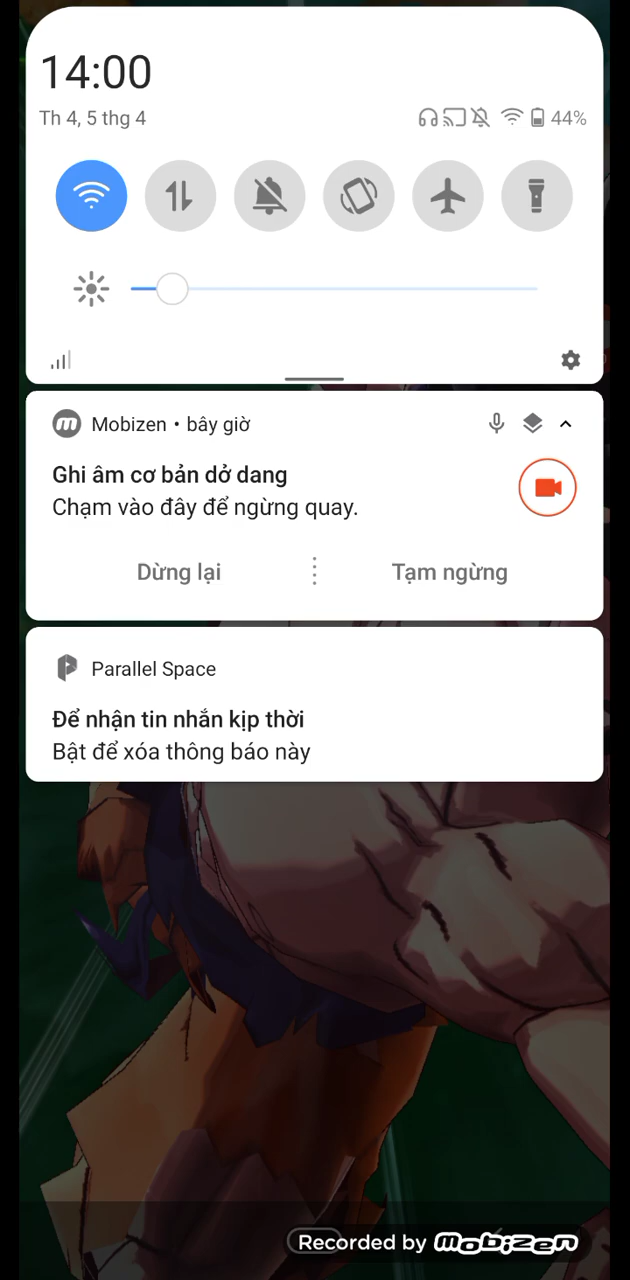 14:00
Th 4, 5 thg 4
44%
Mobizen • bây giờ
Ghi âm cơ bản dở dang
Chạm vào đây để ngừng quay.
Dừng lại
Tạm ngừng
Parallel Space
Để nhận tin nhắn kịp thời
Bật để xóa thông báo này
Recorded by Mobizen